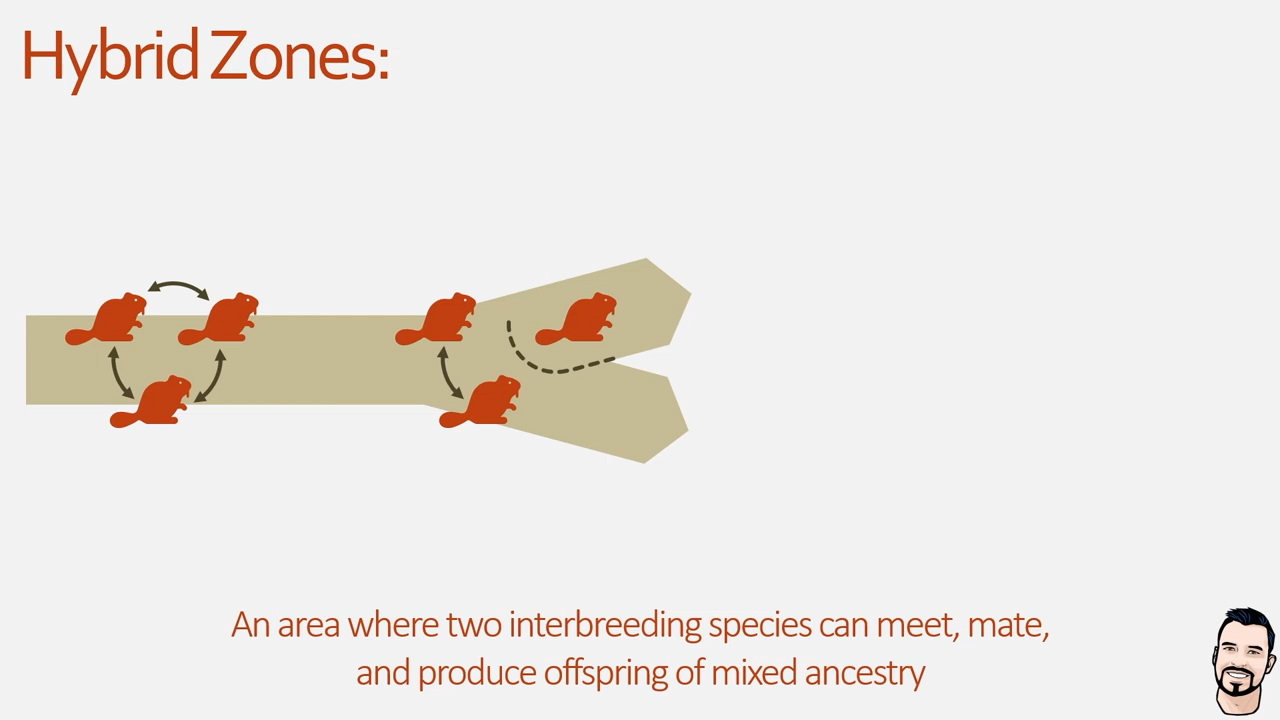 Hybrid Zones:
An area where two interbreeding species can meet, mate,
and produce offspring of mixed ancestry